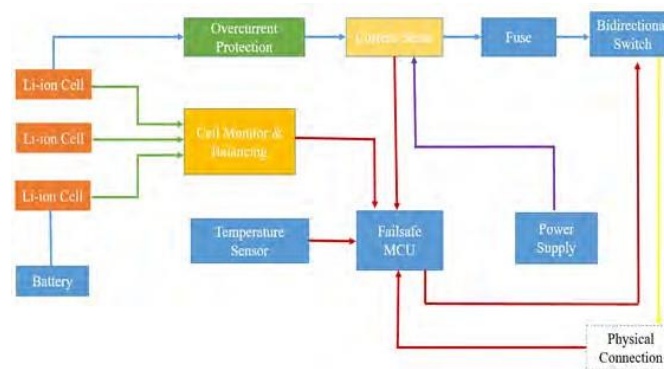 Overcurrent
Protection
Current Sense
Fuse
Bidirectional
Switch
Li-ion Cell
Li-ion Cell
Li-ion Cell
Cell Monitor &
Balancing
Temperature
Sensor
Failsafe
MCU
Power
Supply
Battery
Physical
Connection